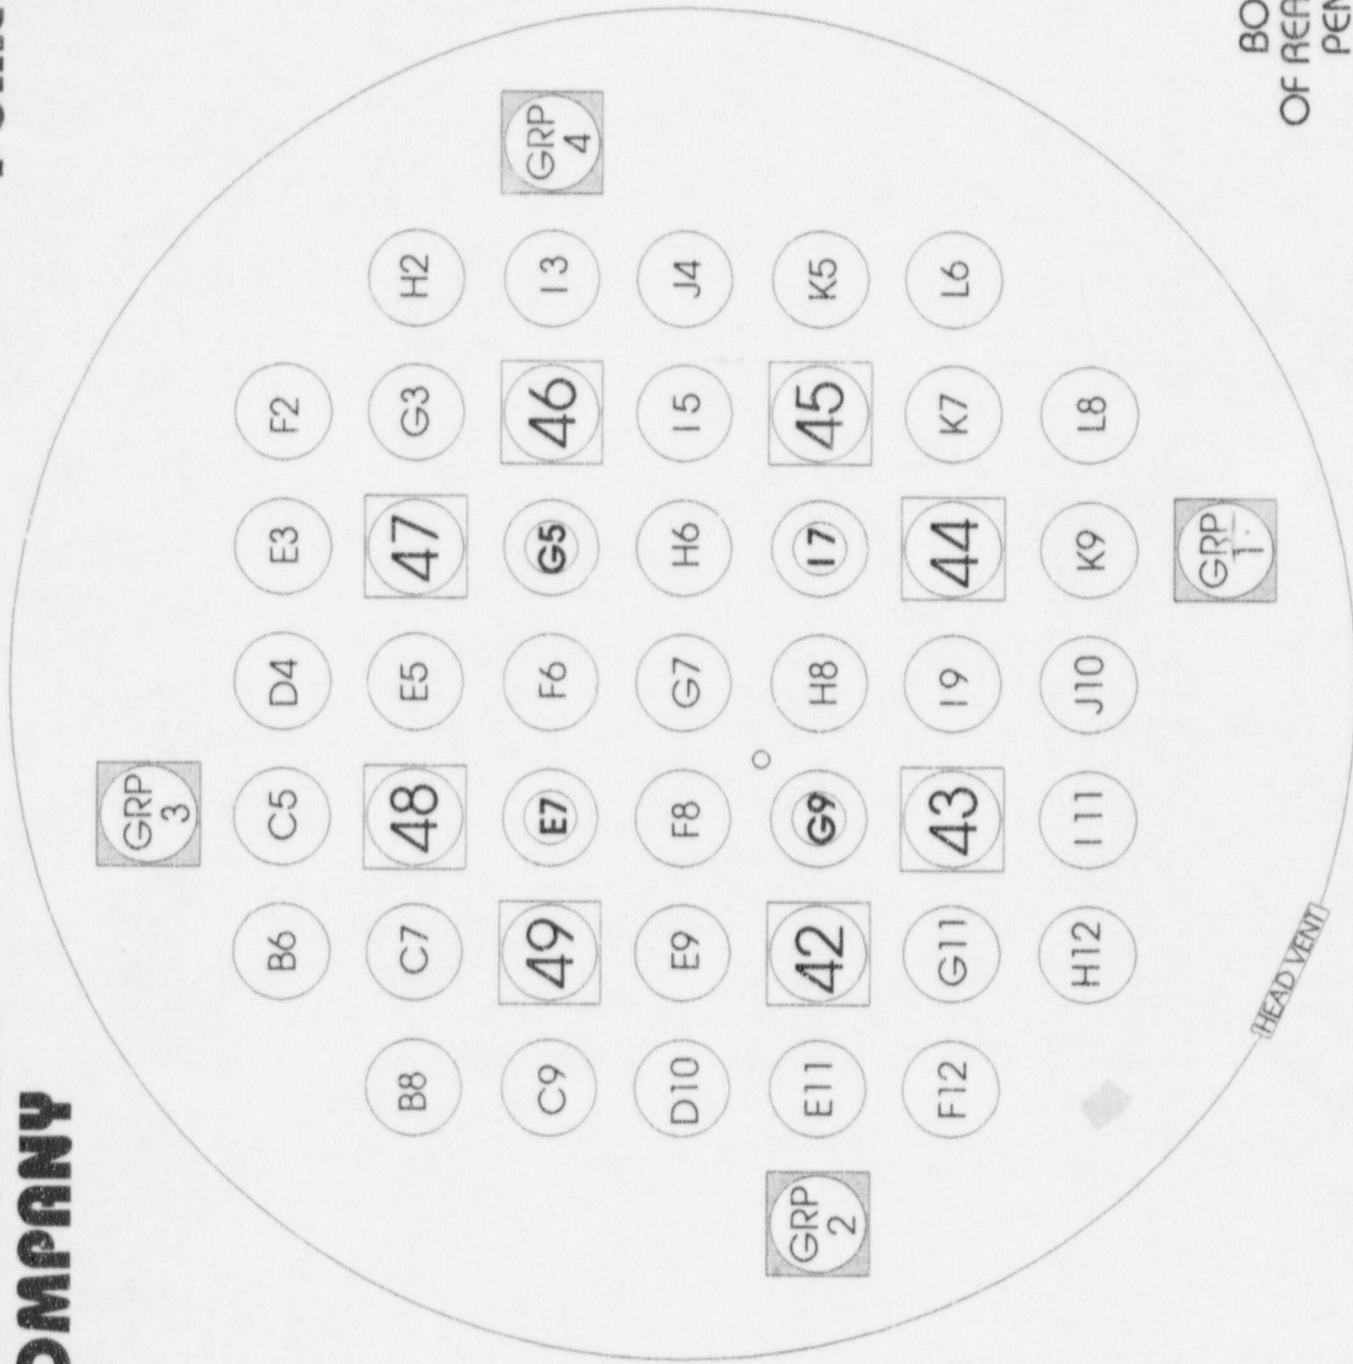 OMPANY
GRP
3
B6 C5 D4 E3 F2
B8 C7 48 E5 47 G3 H2
C9 49 E7 F6 G5 46 I3
GRP
4
D10 E9 F8 G7 H6 I5 J4
GRP
2
E11 42 G9 H8 I7 45 K5
F12 G11 43 I9 44 K7 L6
H12 I11 J10 K9 L8
GRP
1
HEAD VENT
BO
OF REA
PEN